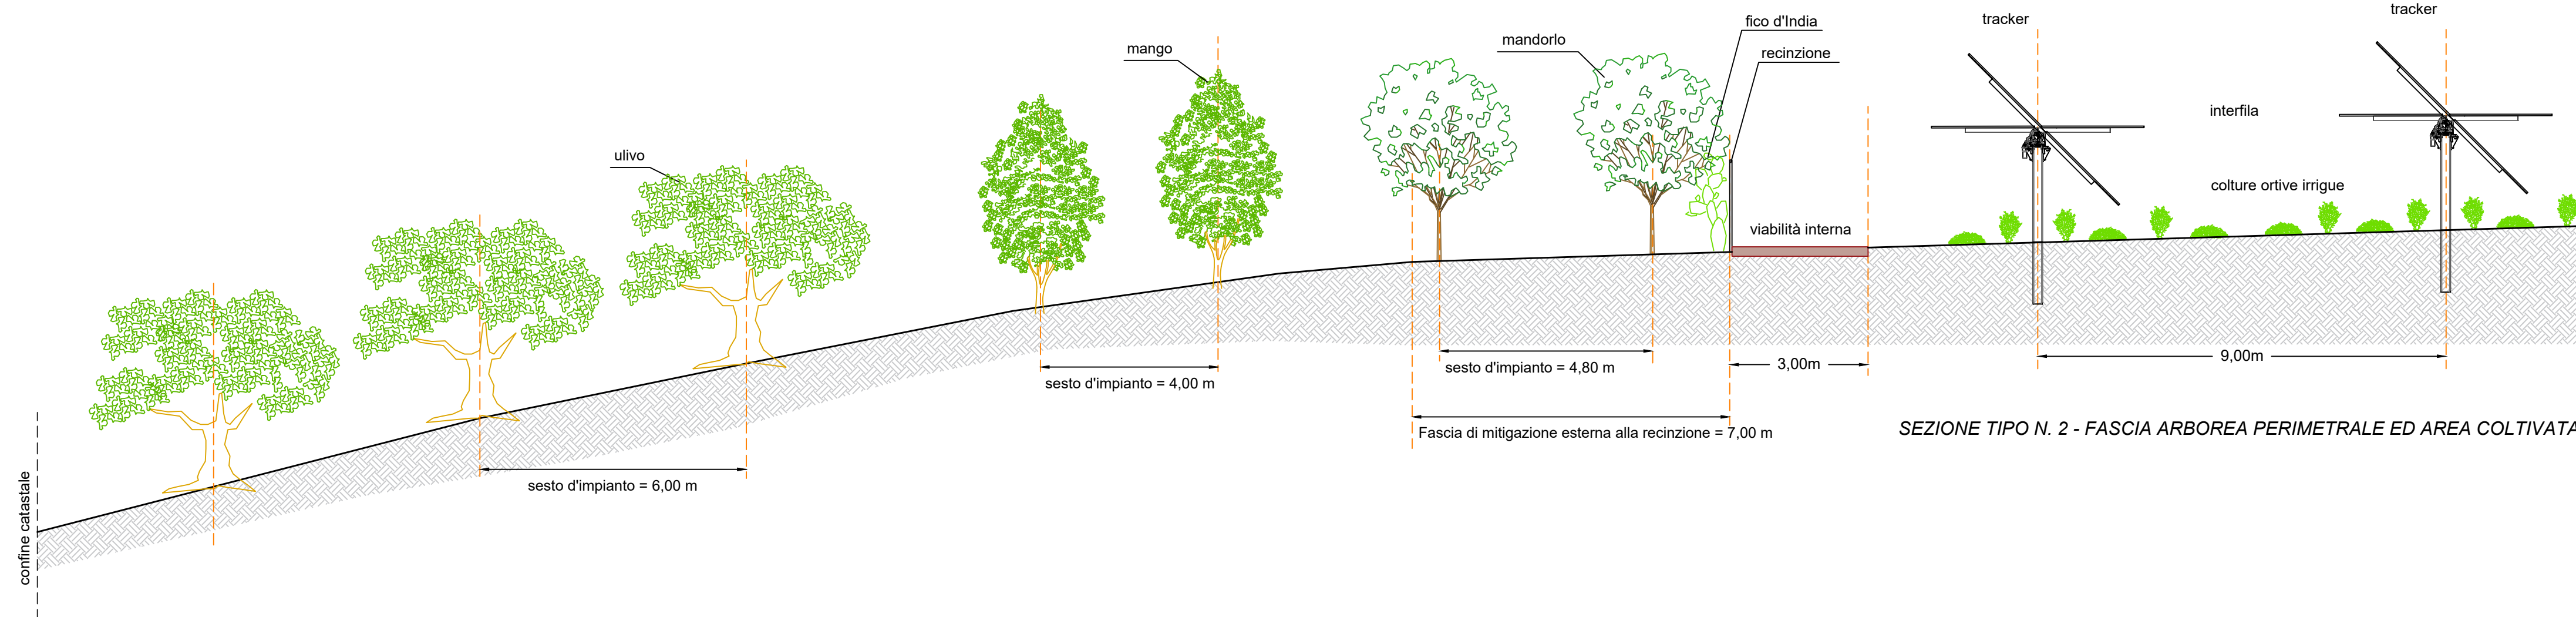 tracker
tracker
fico d'India
mandorlo
mango
recinzione
interfila
ulivo
colture ortive irrigue
viabilità interna
9,00m
3,00m
sesto d'impianto = 4,80 m
sesto d'impianto = 4,00 m
Fascia di mitigazione esterna alla recinzione = 7,00 m
SEZIONE TIPO N. 2 - FASCIA ARBOREA PERIMETRALE ED AREA COLTIVATA
sesto d'impianto = 6,00 m
confine catastale